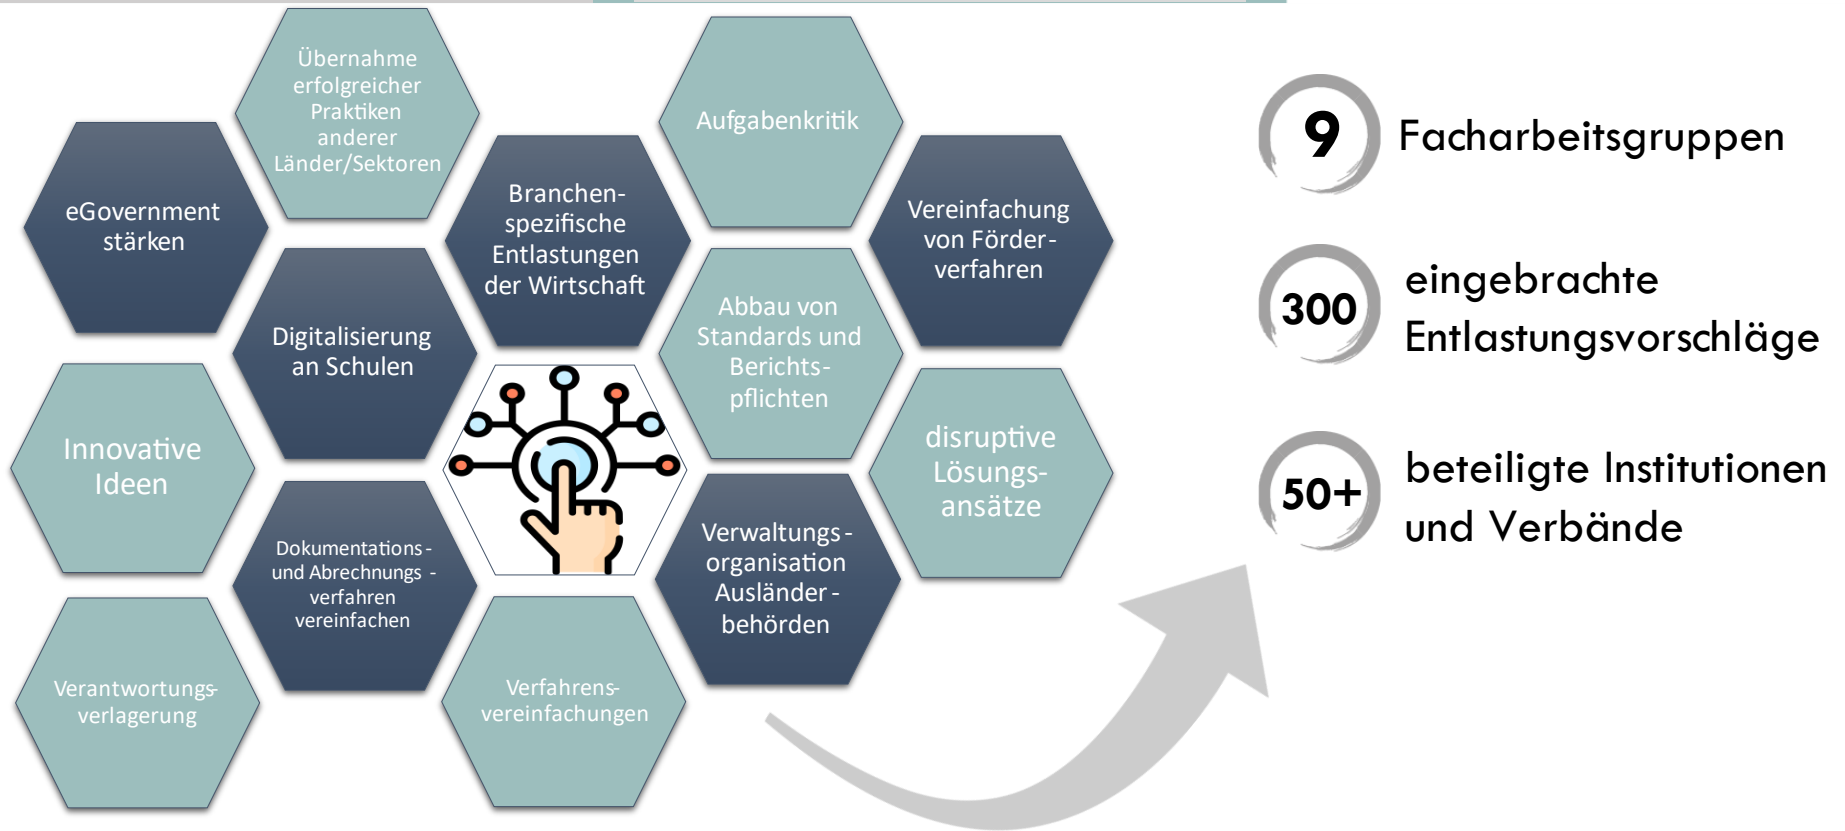 Übernahme
erfolgreicher
Praktiken
anderer
Länder/Sektoren
Aufgabenkritik
eGovernment
stärken
Branchen-
spezifische
Entlastungen
der Wirtschaft
Vereinfachung
von Förder-
verfahren
Digitalisierung
an Schulen
Abbau von
Standards und
Berichts-
pflichten
Innovative
Ideen
disruptive
Lösungs-
ansätze
Dokumentations-
und Abrechnungs-
verfahren
vereinfachen
Verwaltungs-
organisation
Ausländer-
behörden
Verantwortungs-
verlagerung
Verfahrens-
vereinfachungen
9 Facharbeitsgruppen
300 eingebrachte
Entlastungsvorschläge
50+ beteiligte Institutionen
und Verbände